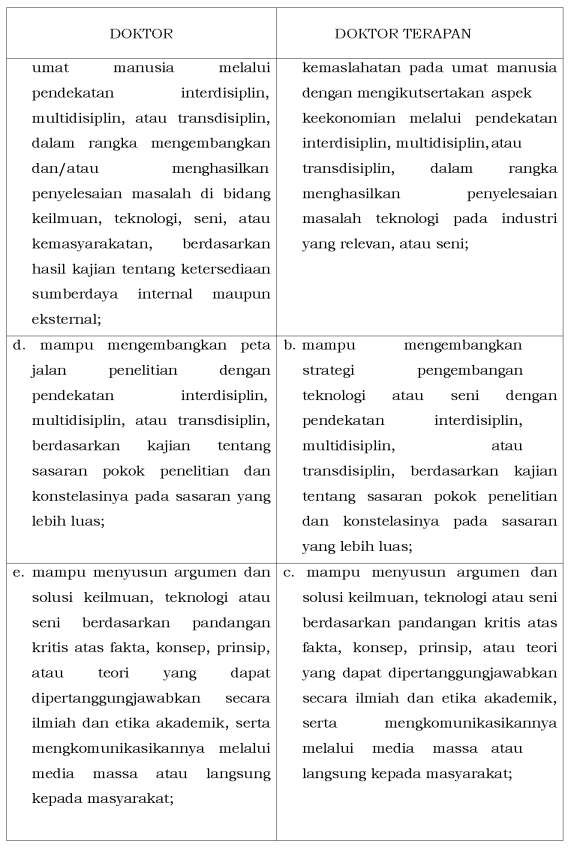 DOKTOR
DOKTOR TERAPAN
umat manusia melalui
pendekatan interdisiplin,
multidisiplin, atau transdisiplin,
dalam rangka mengembangkan
dan/atau menghasilkan
penyelesaian masalah di bidang
keilmuan, teknologi, seni, atau
kemasyarakatan, berdasarkan
hasil kajian tentang ketersediaan
sumberdaya internal maupun
eksternal;
kemaslahatan pada umat manusia
dengan mengikutsertakan aspek
keekonomian melalui pendekatan
interdisiplin, multidisiplin, atau
transdisiplin, dalam rangka
menghasilkan penyelesaian
masalah teknologi pada industri
yang relevan, atau seni;
d. mampu mengembangkan peta
jalan penelitian dengan
pendekatan interdisiplin,
multidisiplin, atau transdisiplin,
berdasarkan kajian tentang
sasaran pokok penelitian dan
konstelasinya pada sasaran yang
lebih luas;
b. mampu mengembangkan
strategi pengembangan
teknologi atau seni dengan
pendekatan interdisiplin,
multidisiplin, atau
transdisiplin, berdasarkan kajian
tentang sasaran pokok penelitian
dan konstelasinya pada sasaran
yang lebih luas;
e. mampu menyusun argumen dan
solusi keilmuan, teknologi atau
seni berdasarkan pandangan
kritis atas fakta, konsep, prinsip,
atau teori yang dapat
dipertanggungjawabkan secara
ilmiah dan etika akademik, serta
mengkomunikasikannya melalui
media massa atau langsung
kepada masyarakat;
c. mampu menyusun argumen dan
solusi keilmuan, teknologi atau seni
berdasarkan pandangan kritis atas
fakta, konsep, prinsip, atau teori
yang dapat dipertanggungjawabkan
secara ilmiah dan etika akademik,
serta mengkomunikasikannya
melalui media massa atau
langsung kepada masyarakat;